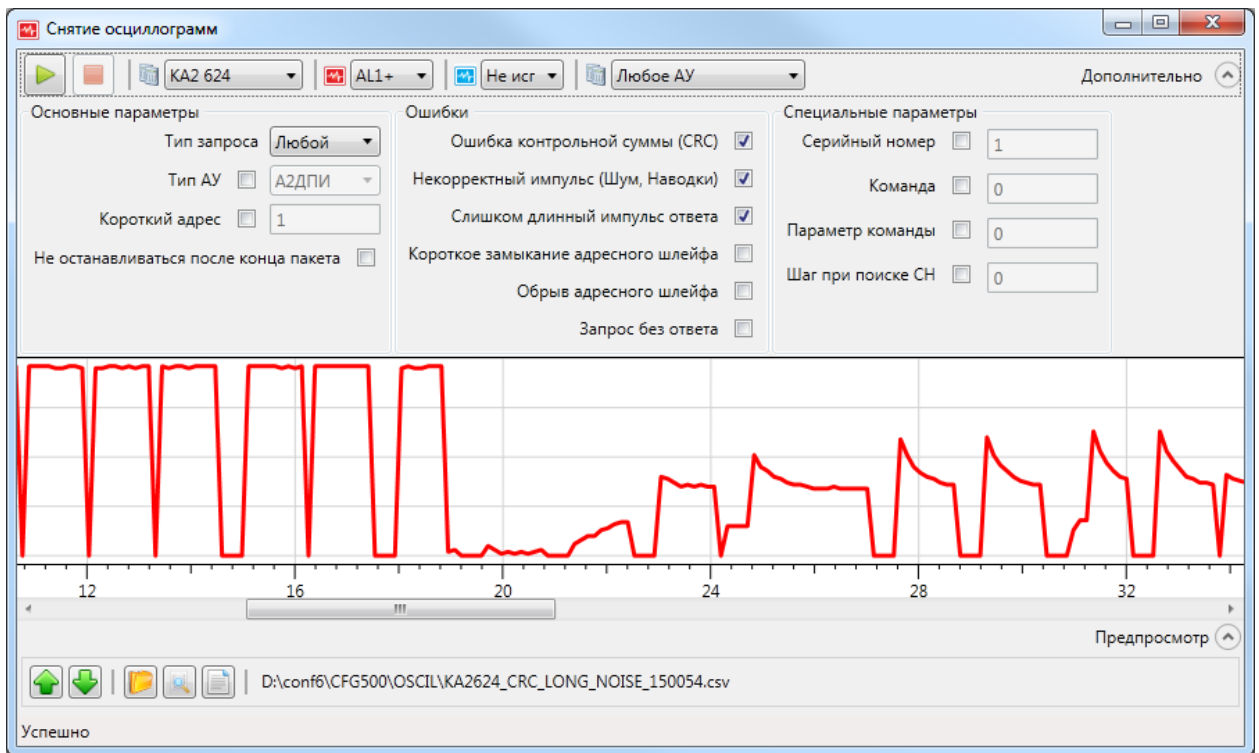 Снятие осциллограмм
КА2 624
AL1+
Не исг
Любое АУ
Дополнительно
Основные параметры
Тип запроса Любой
Тип АУ А2ДПИ
Короткий адрес 1
Не останавливаться после конца пакета
Ошибки
Ошибка контрольной суммы (CRC)
Некорректный импульс (Шум, Наводки)
Слишком длинный импульс ответа
Короткое замыкание адресного шлейфа
Обрыв адресного шлейфа
Запрос без ответа
Специальные параметры
Серийный номер 1
Команда 0
Параметр команды 0
Шаг при поиске СН 0
12 16 20 24 28 32
Предпросмотр
D:\conf6\CFG500\OSCIL\KA2624_CRC_LONG_NOISE_150054.csv
Успешно